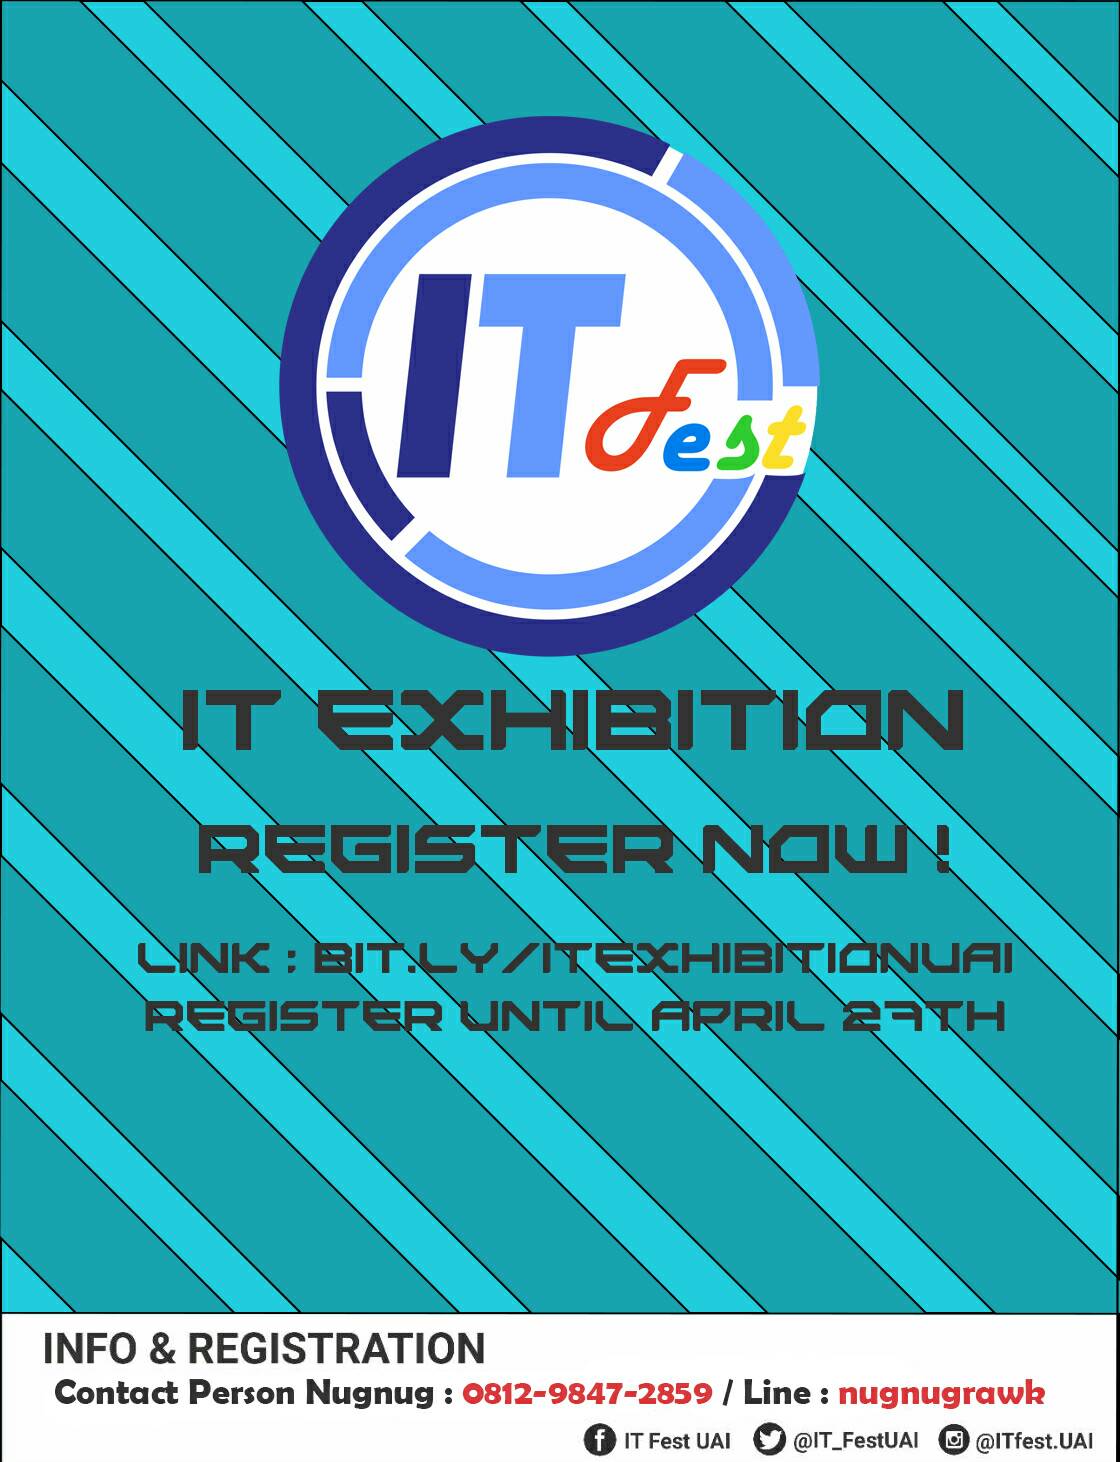 IT Fest
IT EXHIBITION
REGISTER NOW !
LINK : BIT.LY/ITEXHIBITIONUAI
REGISTER UNTIL APRIL 27TH
INFO & REGISTRATION
Contact Person Nugnug : 0812-9847-2859 / Line : nugnugrawk
IT Fest UAI @IT_FestUAI @ITfest.UAI